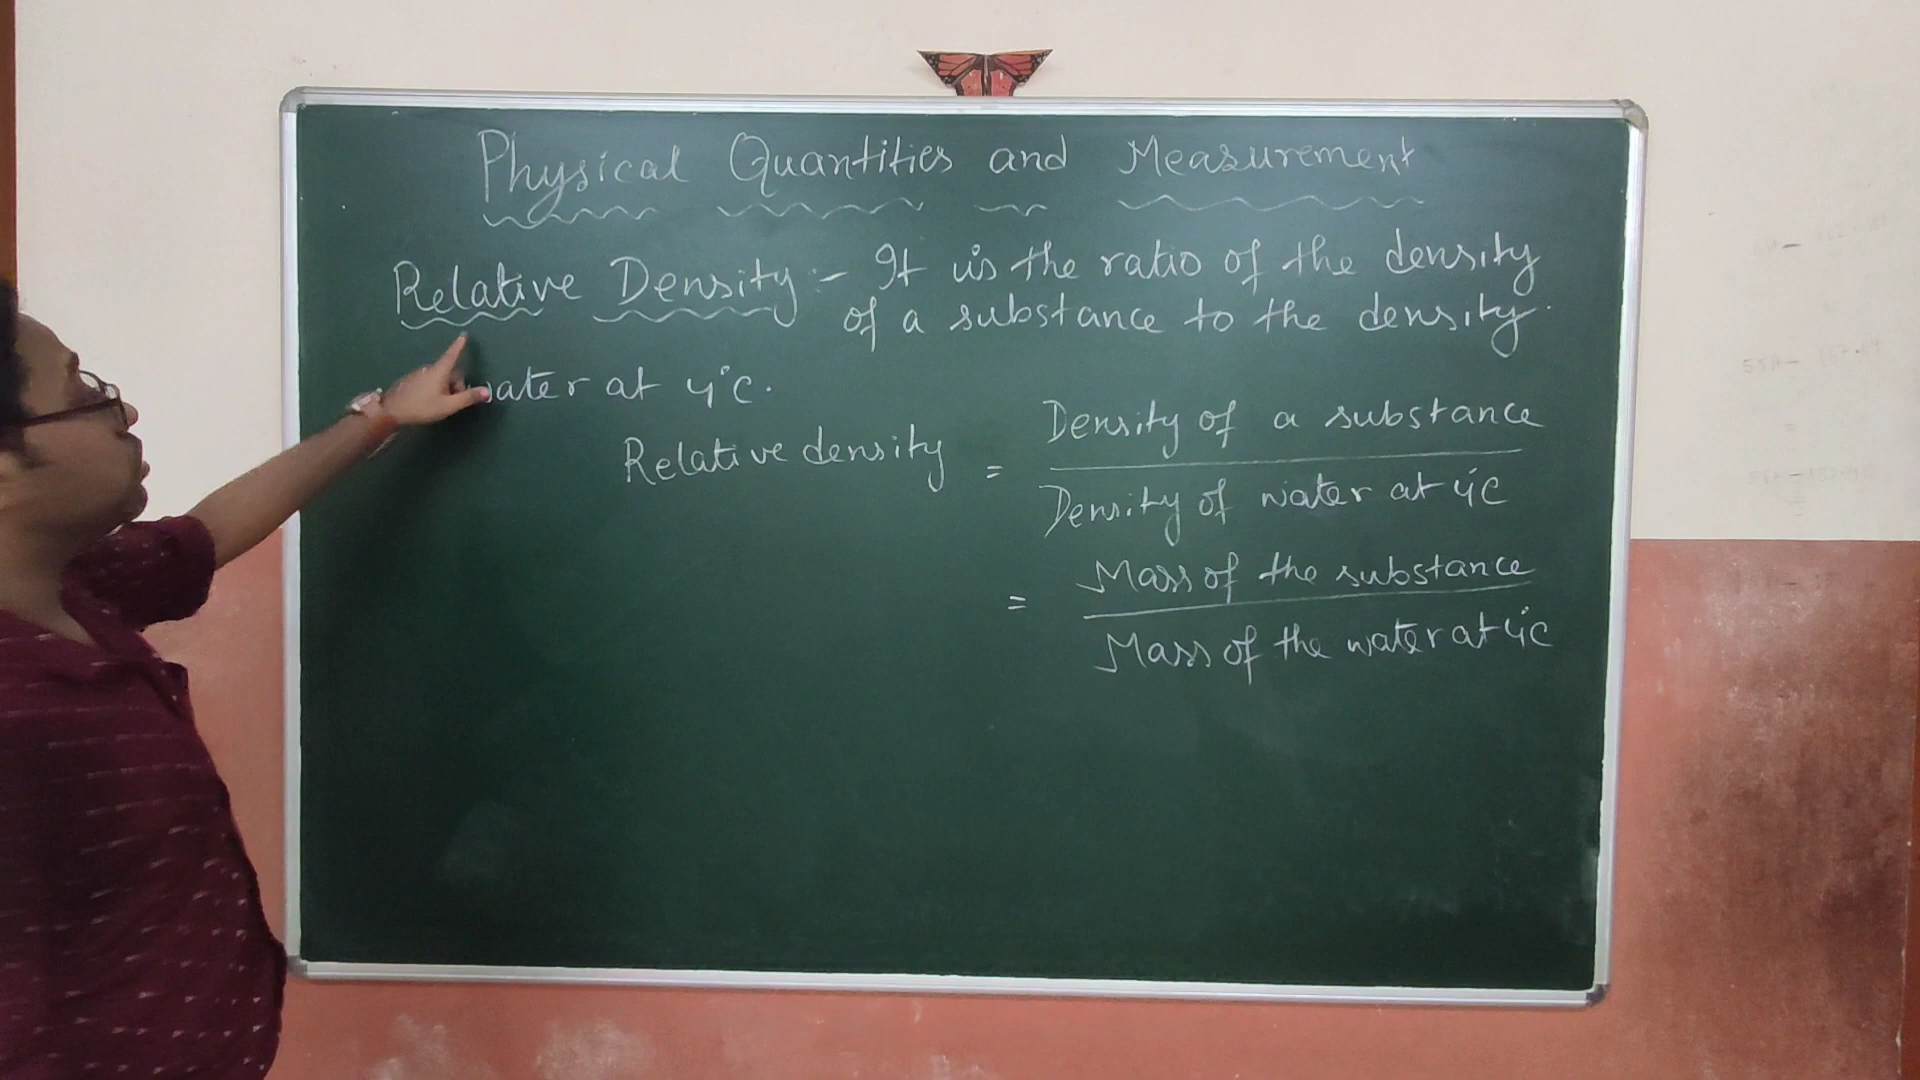 Physical Quantities and Measurement
Relative Density :- It is the ratio of the density
of a substance to the density
water at 4°C.
Relative density = Density of a substance
Density of water at 4°C
= Mass of the substance
Mass of the water at 4°C